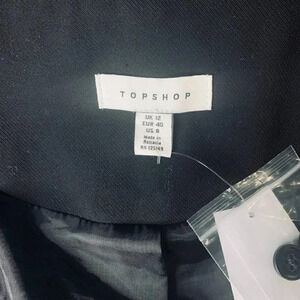 TOPSHOP
UK 12
EUR 40
US 8
Made in
Romania